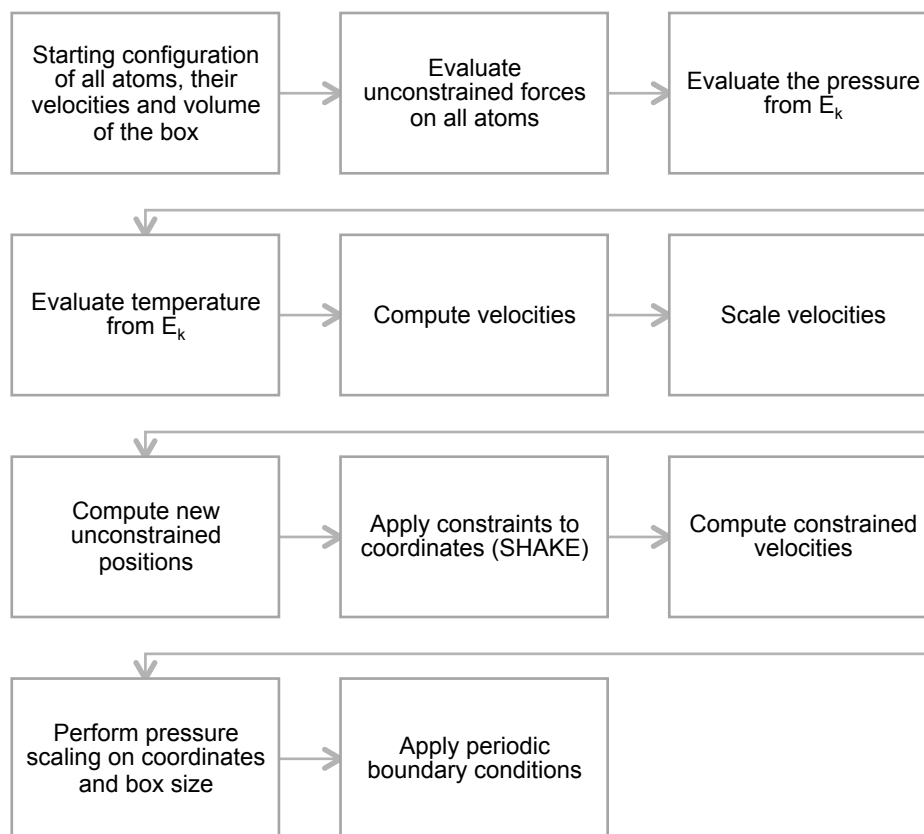 Starting configuration
of all atoms, their
velocities and volume
of the box
Evaluate
unconstrained forces
on all atoms
Evaluate the pressure
from Eₖ
Evaluate temperature
from Eₖ
Compute velocities
Scale velocities
Compute new
unconstrained
positions
Apply constraints to
coordinates (SHAKE)
Compute constrained
velocities
Perform pressure
scaling on coordinates
and box size
Apply periodic
boundary conditions